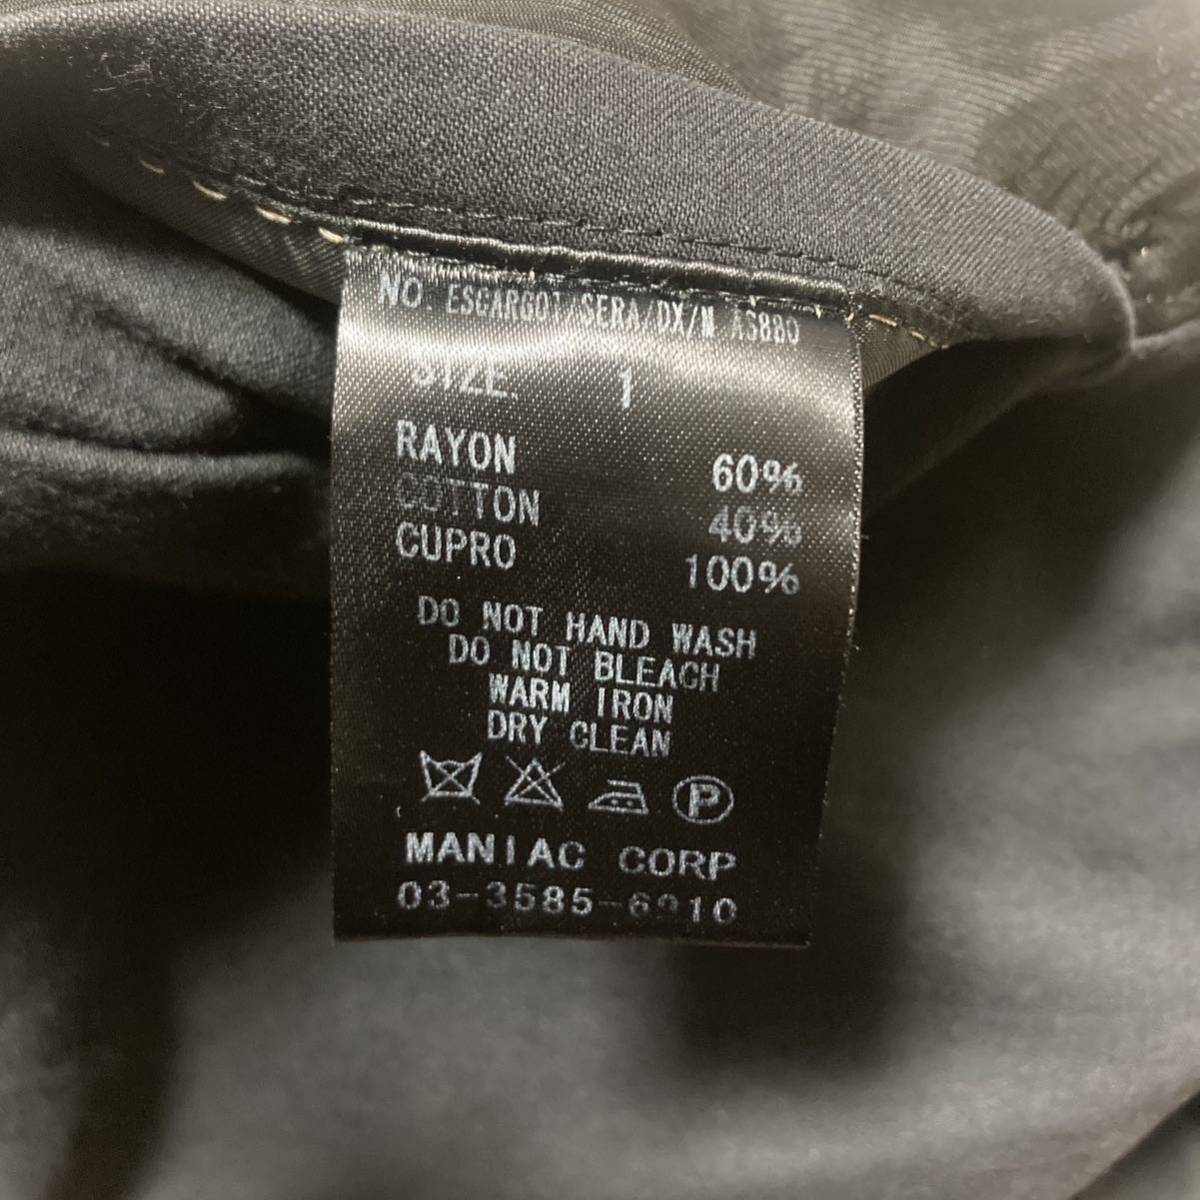 NO. ESCARGOT/SERA/DX/M AS880
SIZE 1
RAYON 60%
COTTON 40%
CUPRO 100%
DO NOT HAND WASH
DO NOT BLEACH
WARM IRON
DRY CLEAN
P
MANIAC CORP
03-3585-6910